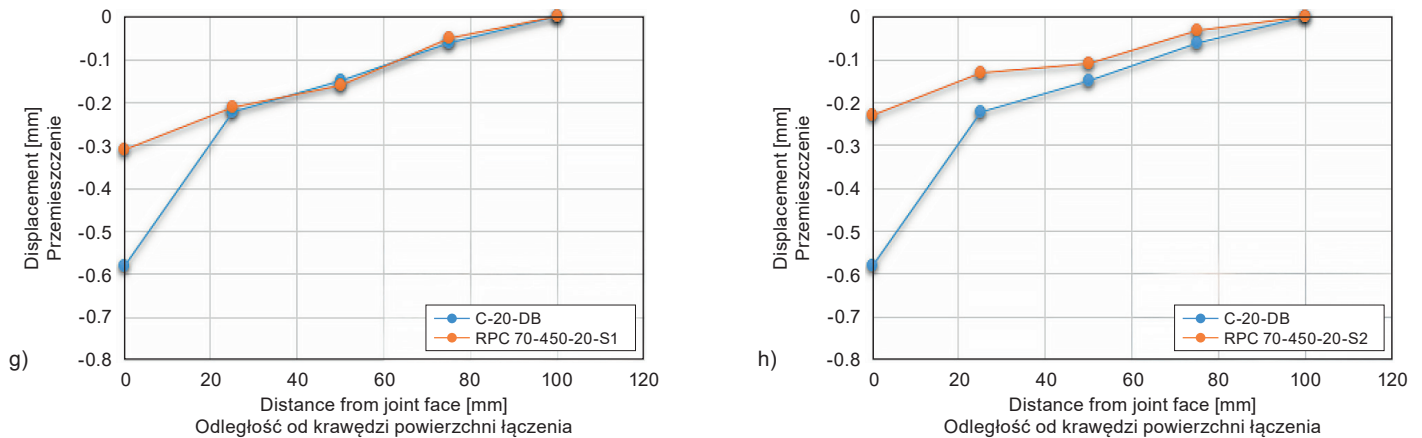 0
-0.1
-0.2
-0.3
-0.4
-0.5
-0.6
-0.7
-0.8
Displacement [mm]
Przemieszczenie
C-20-DB
RPC 70-450-20-S1
g)
0 20 40 60 80 100 120
Distance from joint face [mm]
Odległość od krawędzi powierzchni łączenia
0
-0.1
-0.2
-0.3
-0.4
-0.5
-0.6
-0.7
-0.8
Displacement [mm]
Przemieszczenie
C-20-DB
RPC 70-450-20-S2
h)
0 20 40 60 80 100 120
Distance from joint face [mm]
Odległość od krawędzi powierzchni łączenia